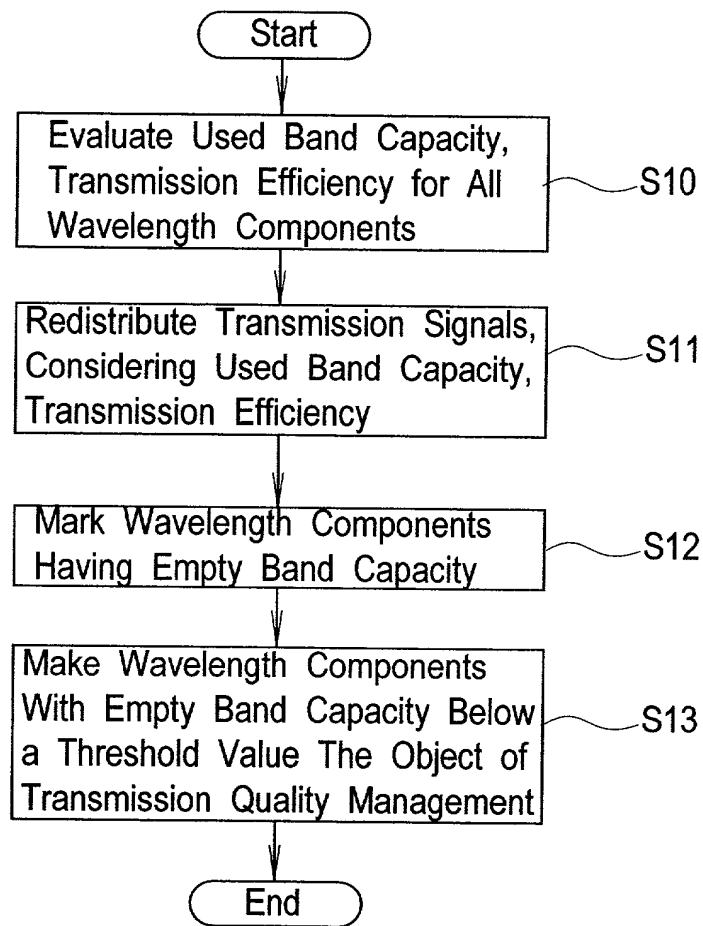 Start
Evaluate Used Band Capacity,
Transmission Efficiency for All
Wavelength Components
S10
Redistribute Transmission Signals,
Considering Used Band Capacity,
Transmission Efficiency
S11
Mark Wavelength Components
Having Empty Band Capacity
S12
Make Wavelength Components
With Empty Band Capacity Below
a Threshold Value The Object of
Transmission Quality Management
S13
End